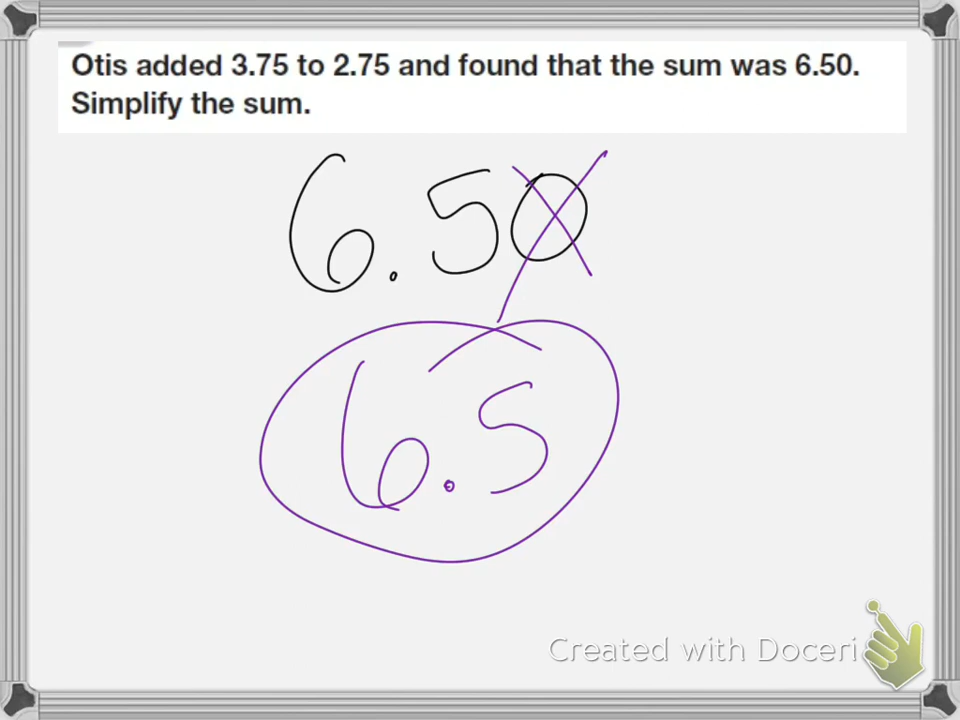 Otis added 3.75 to 2.75 and found that the sum was 6.50.
Simplify the sum.
6.50
6.5
Created with Doceri